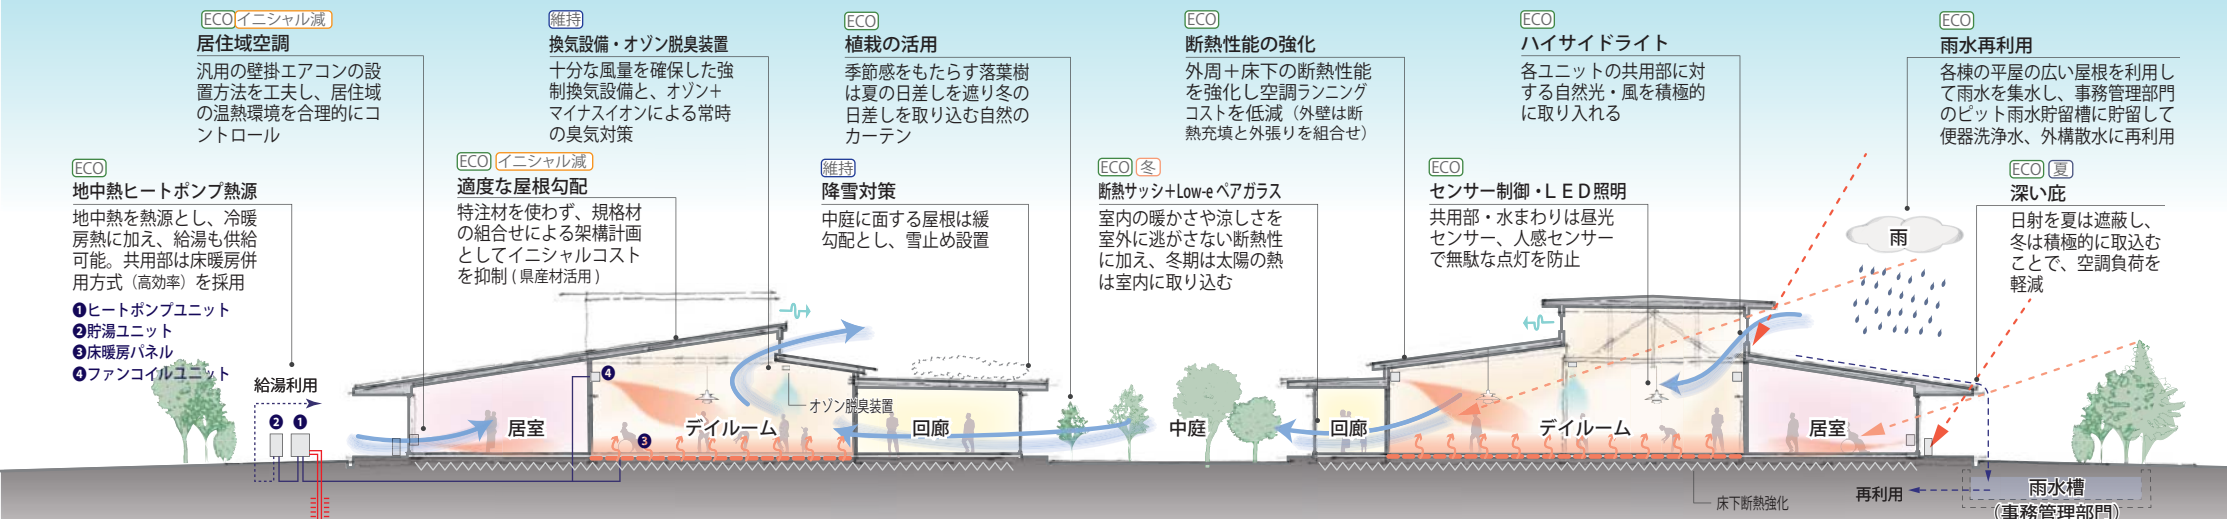 ECO イニシャル減
居住域空調
汎用の壁掛エアコンの設
置方法を工夫し、居住域
の温熱環境を合理的にコ
ントロール
維持
換気設備・オゾン脱臭装置
十分な風量を確保した強
制換気設備と、オゾン＋
マイナスイオンによる常時
の臭気対策
ECO
植栽の活用
季節感をもたらす落葉樹
は夏の日差しを遮り冬の
日差しを取り込む自然の
カーテン
ECO
断熱性能の強化
外周＋床下の断熱性能
を強化し空調ランニング
コストを低減（外壁は断
熱充填と外張りを組合せ）
ECO
ハイサイドライト
各ユニットの共用部に対
する自然光・風を積極的
に取り入れる
ECO
雨水再利用
各棟の平屋の広い屋根を利用し
て雨水を集水し、事務管理部門
のピット雨水貯留槽に貯留して
便器洗浄水、外構散水に再利用
ECO
地中熱ヒートポンプ熱源
地中熱を熱源とし、冷暖
房熱に加え、給湯も供給
可能。共用部は床暖房併
用方式（高効率）を採用
❶ヒートポンプユニット
❷貯湯ユニット
❸床暖房パネル
❹ファンコイルユニット
ECO イニシャル減
適度な屋根勾配
特注材を使わず、規格材
の組合せによる架構計画
としてイニシャルコスト
を抑制（県産材活用）
維持
降雪対策
中庭に面する屋根は緩
勾配とし、雪止め設置
ECO 冬
断熱サッシ+Low-e ペアガラス
室内の暖かさや涼しさを
室外に逃がさない断熱性
に加え、冬期は太陽の熱
は室内に取り込む
ECO
センサー制御・ＬＥＤ照明
共用部・水まわりは昼光
センサー、人感センサー
で無駄な点灯を防止
ECO 夏
深い庇
日射を夏は遮蔽し、
冬は積極的に取込む
ことで、空調負荷を
軽減
雨
給湯利用
❷ ❶
❹
オゾン脱臭装置
❸
居室
デイルーム
回廊
中庭
回廊
デイルーム
居室
床下断熱強化
再利用
雨水槽
（事務管理部門）